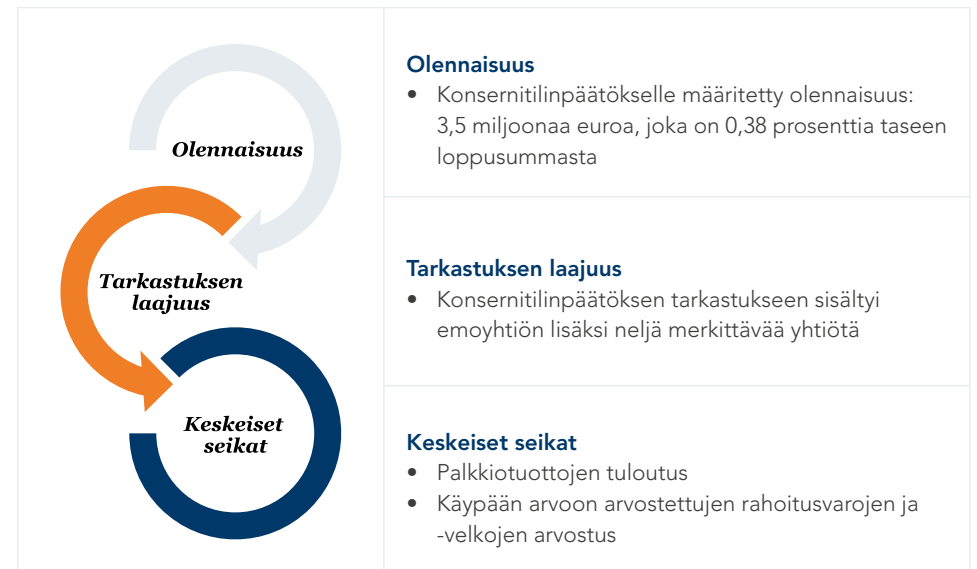 Olennaisuus
Tarkastuksen
laajuus
Keskeiset
seikat
Olennaisuus
• Konsernitilinpäätökselle määritetty olennaisuus:
3,5 miljoonaa euroa, joka on 0,38 prosenttia taseen
loppusummasta
Tarkastuksen laajuus
• Konsernitilinpäätöksen tarkastukseen sisältyi
emoyhtiön lisäksi neljä merkittävää yhtiötä
Keskeiset seikat
• Palkkiotuottojen tuloutus
• Käypään arvoon arvostettujen rahoitusvarojen ja
-velkojen arvostus